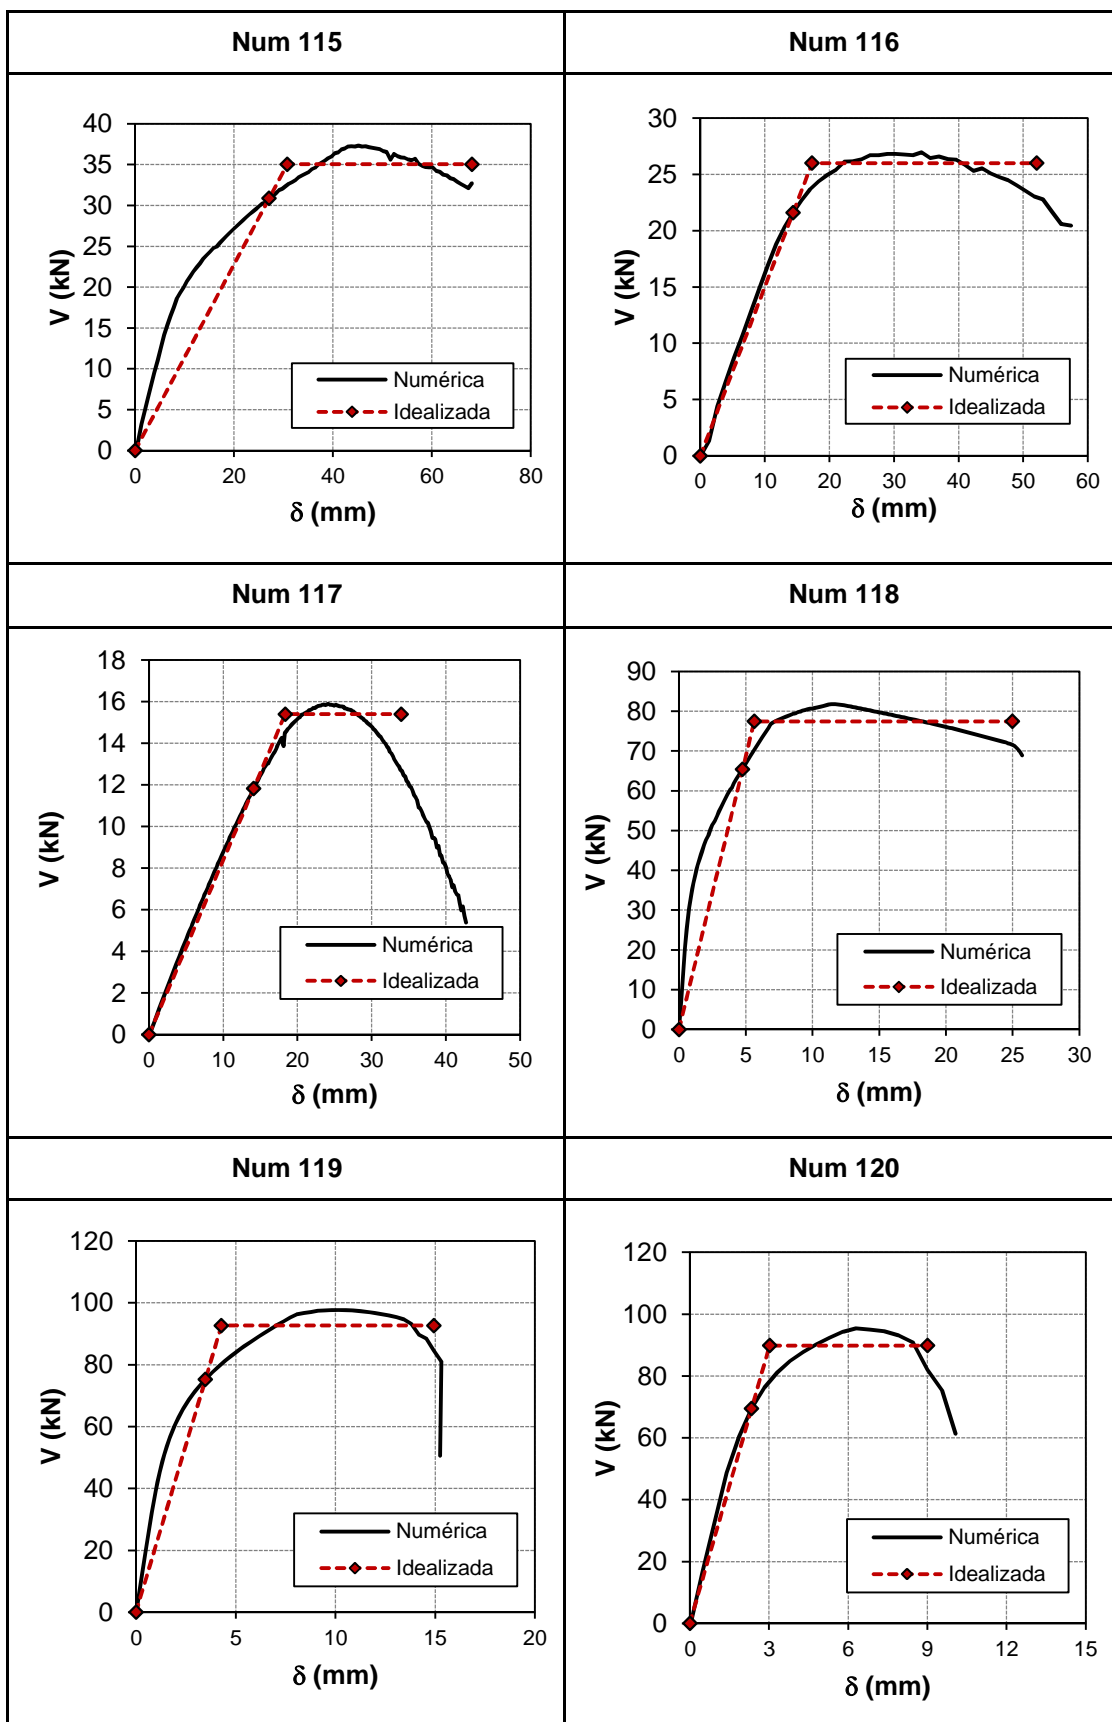 Num 115
Num 116
40
35
30
25
20
15
10
5
0
V (kN)
Numérica
Idealizada
0 20 40 60 80
δ (mm)
30
25
20
15
10
5
0
V (kN)
Numérica
Idealizada
0 10 20 30 40 50 60
δ (mm)
Num 117
Num 118
18
16
14
12
10
8
6
4
2
0
V (kN)
Numérica
Idealizada
0 10 20 30 40 50
δ (mm)
90
80
70
60
50
40
30
20
10
0
V (kN)
Numérica
Idealizada
0 5 10 15 20 25 30
δ (mm)
Num 119
Num 120
120
100
80
60
40
20
0
V (kN)
Numérica
Idealizada
0 5 10 15 20
δ (mm)
120
100
80
60
40
20
0
V (kN)
Numérica
Idealizada
0 3 6 9 12 15
δ (mm)